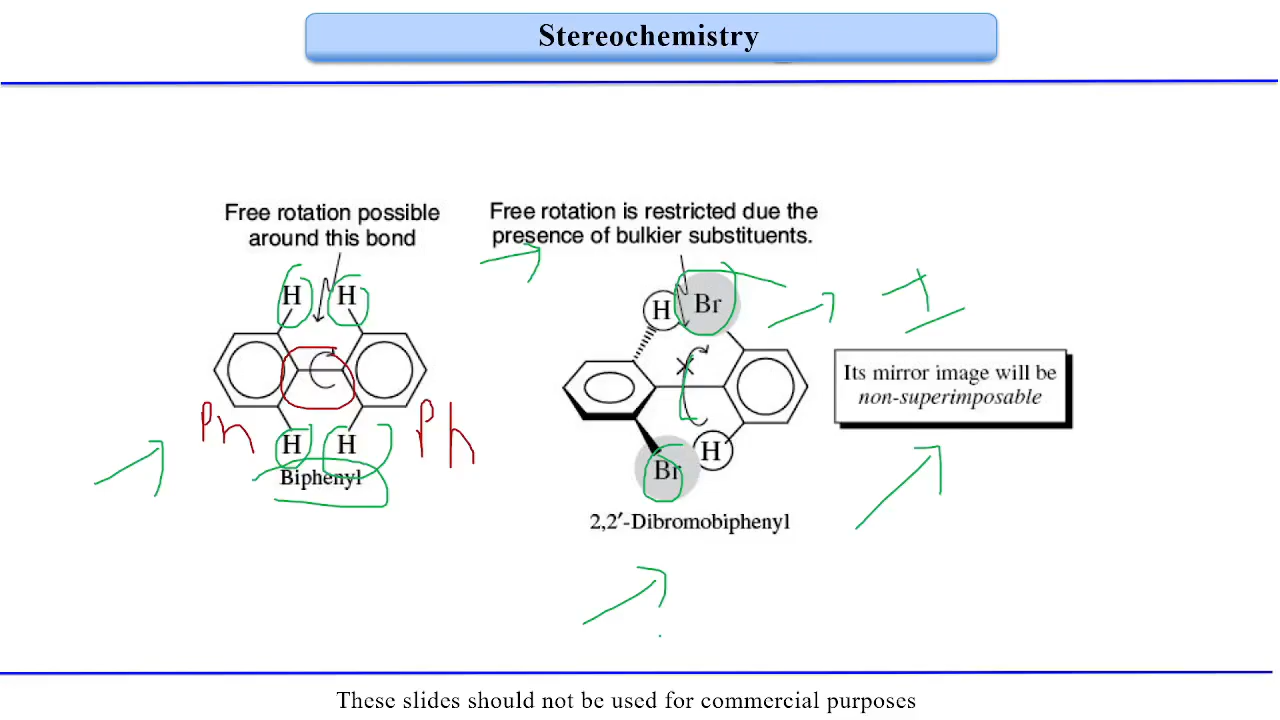 Stereochemistry
Free rotation possible
around this bond
Free rotation is restricted due the
presence of bulkier substituents.
H H
H Br
Its mirror image will be
non-superimposable
Ph Ph
H H
Br H
Biphenyl
2,2′-Dibromobiphenyl
These slides should not be used for commercial purposes